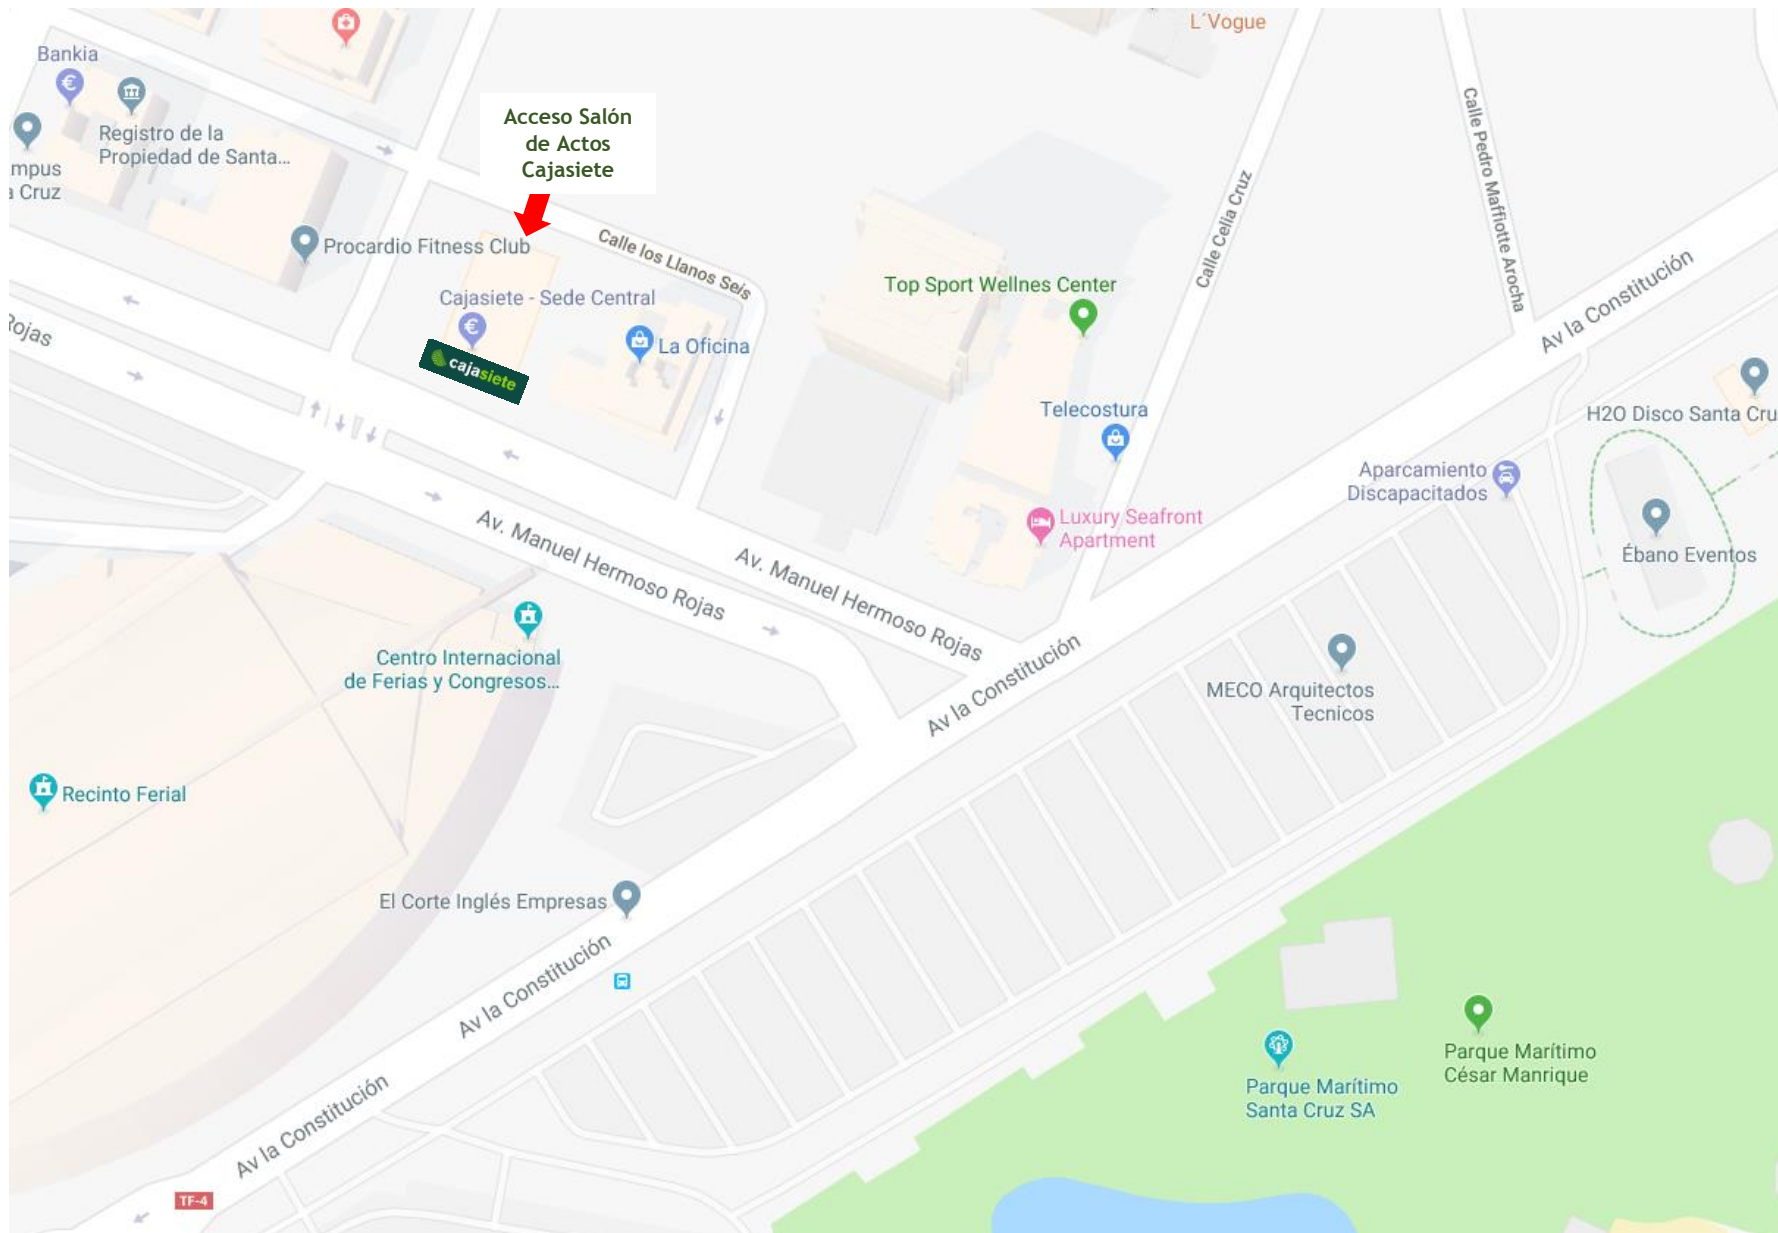 L´Vogue
Bankia
Registro de la
Propiedad de Santa...
mpus
a Cruz
Acceso Salón
de Actos
Cajasiete
Procardio Fitness Club
Calle los Llanos Seis
Cajasiete - Sede Central
cajasiete
La Oficina
Rojas
Top Sport Wellnes Center
Calle Celia Cruz
Calle Pedro Maffiotte Arocha
Av la Constitución
Telecostura
H2O Disco Santa Cru
Aparcamiento
Discapacitados
Luxury Seafront
Apartment
Ébano Eventos
Av. Manuel Hermoso Rojas
Av. Manuel Hermoso Rojas
Centro Internacional
de Ferias y Congresos...
Av la Constitución
MECO Arquitectos
Tecnicos
Recinto Ferial
El Corte Inglés Empresas
Av la Constitución
Parque Marítimo
César Manrique
Parque Marítimo
Santa Cruz SA
Av la Constitución
TF-4